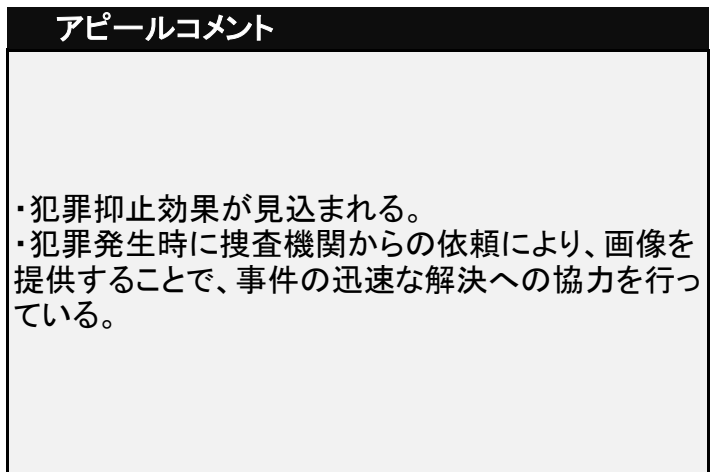 アピールコメント
・犯罪抑止効果が見込まれる。
・犯罪発生時に捜査機関からの依頼により、画像を
提供することで、事件の迅速な解決への協力を行っ
ている。